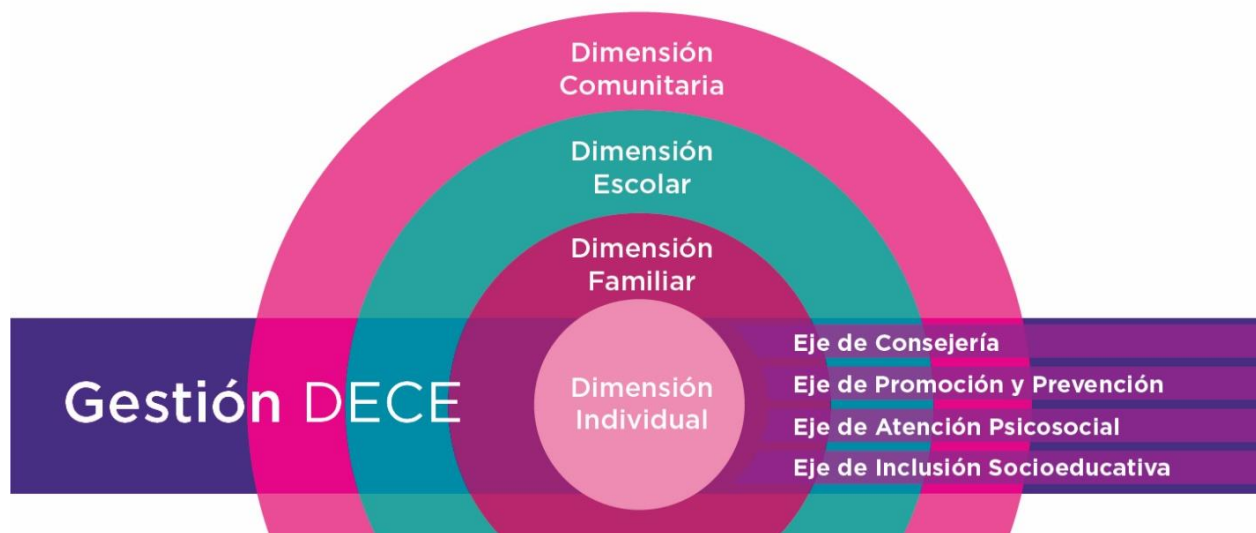 Dimensión
Comunitaria
Dimensión
Escolar
Dimensión
Familiar
Gestión DECE
Dimensión
Individual
Eje de Consejería
Eje de Promoción y Prevención
Eje de Atención Psicosocial
Eje de Inclusión Socioeducativa